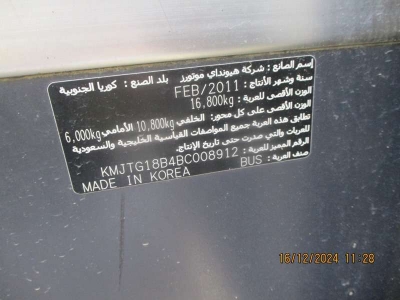 إسم الصانع : شركة هيونداي موتورز بلد الصنع : كوريا الجنوبية
سنة وشهر الأنتاج : FEB/2011
الوزن الأقصى للعربة : 16,800kg
الوزن الأقصى على كل محور: الخلفي 10,800kg الأمامي 6,000kg
تطابق هذه العربة جميع المواصفات القياسية الخليجية والسعودية
للعربات والتي صدرت حتى تاريخ الإنتاج
الرقم المميز للعربة : KMJTG18B4BC008912
صنف العربة : BUS
MADE IN KOREA
16/12/2024 11:28